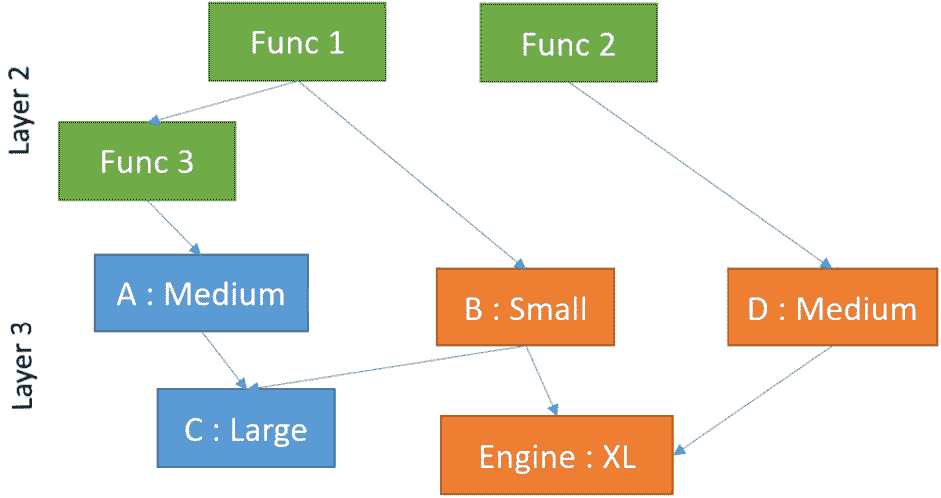 Func 1
Func 2
Layer 2
Func 3
A : Medium
B : Small
D : Medium
Layer 3
C : Large
Engine : XL